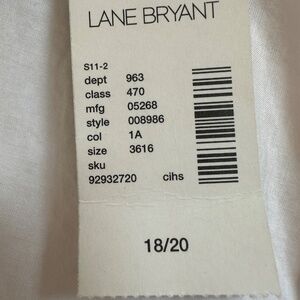 LANE BRYANT
S11-2
dept 963
class 470
mfg 05268
style 008986
col 1A
size 3616
sku
92932720 cihs
18/20